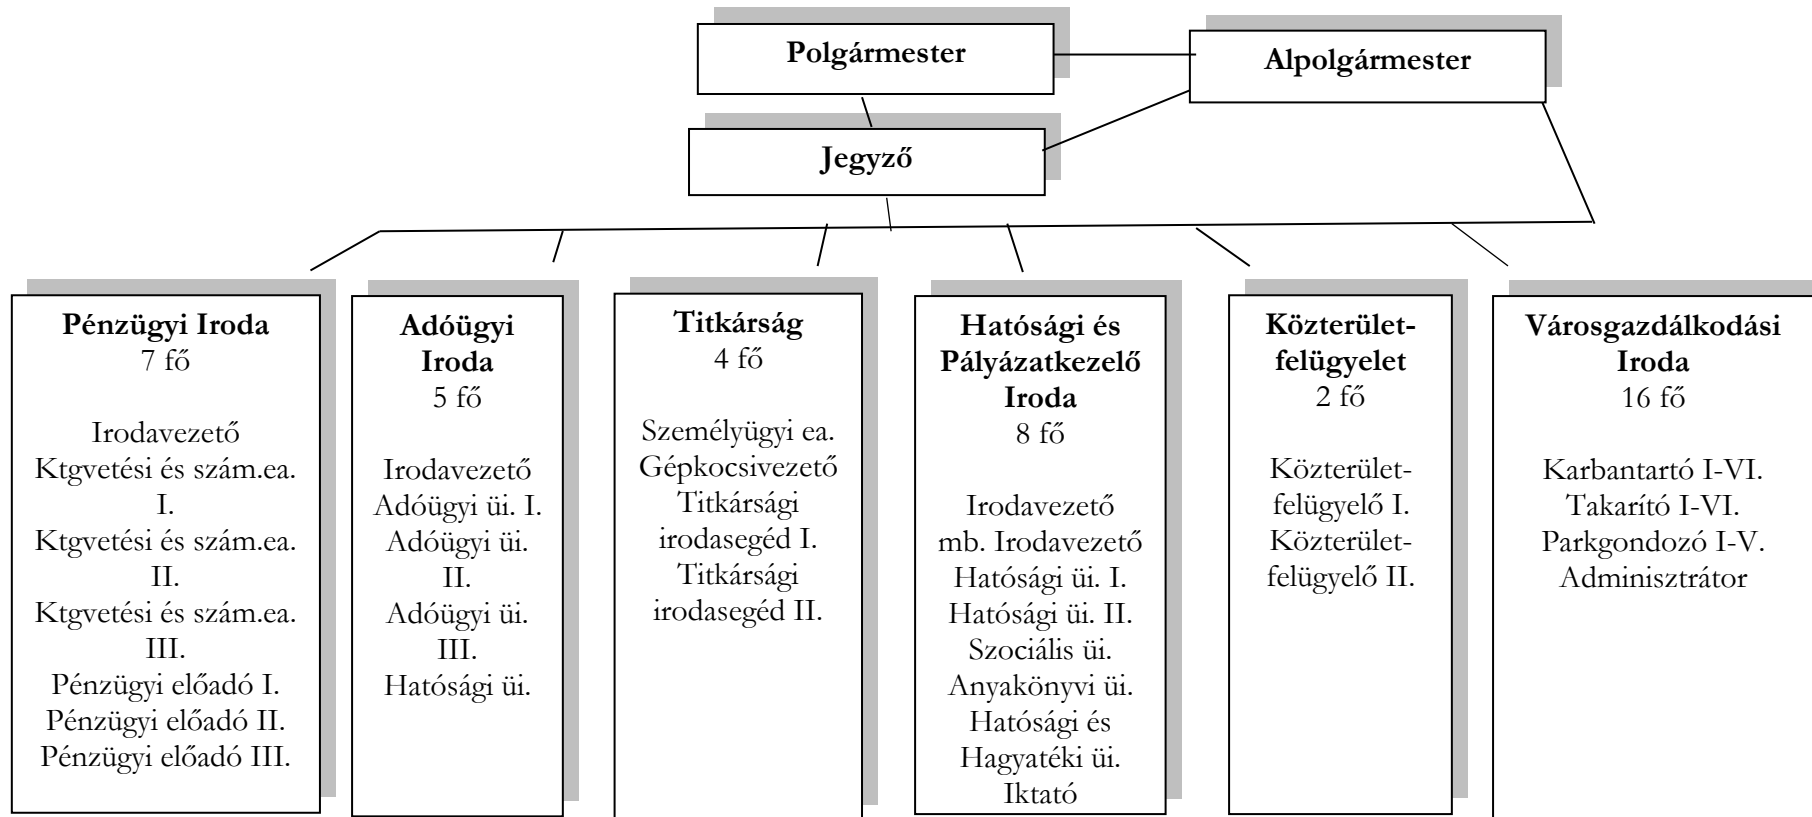 Polgármester
Alpolgármester
Jegyző
Pénzügyi Iroda
7 fő
Irodavezető
Ktgvetési és szám.ea.
I.
Ktgvetési és szám.ea.
II.
Ktgvetési és szám.ea.
III.
Pénzügyi előadó I.
Pénzügyi előadó II.
Pénzügyi előadó III.
Adóügyi
Iroda
5 fő
Irodavezető
Adóügyi üi. I.
Adóügyi üi.
II.
Adóügyi üi.
III.
Hatósági üi.
Titkárság
4 fő
Személyügyi ea.
Gépkocsivezető
Titkársági
irodasegéd I.
Titkársági
irodasegéd II.
Hatósági és
Pályázatkezelő
Iroda
8 fő
Irodavezető
mb. Irodavezető
Hatósági üi. I.
Hatósági üi. II.
Szociális üi.
Anyakönyvi üi.
Hatósági és
Hagyatéki üi.
Iktató
Közterület-
felügyelet
2 fő
Közterület-
felügyelő I.
Közterület-
felügyelő II.
Városgazdálkodási
Iroda
16 fő
Karbantartó I-VI.
Takarító I-VI.
Parkgondozó I-V.
Adminisztrátor